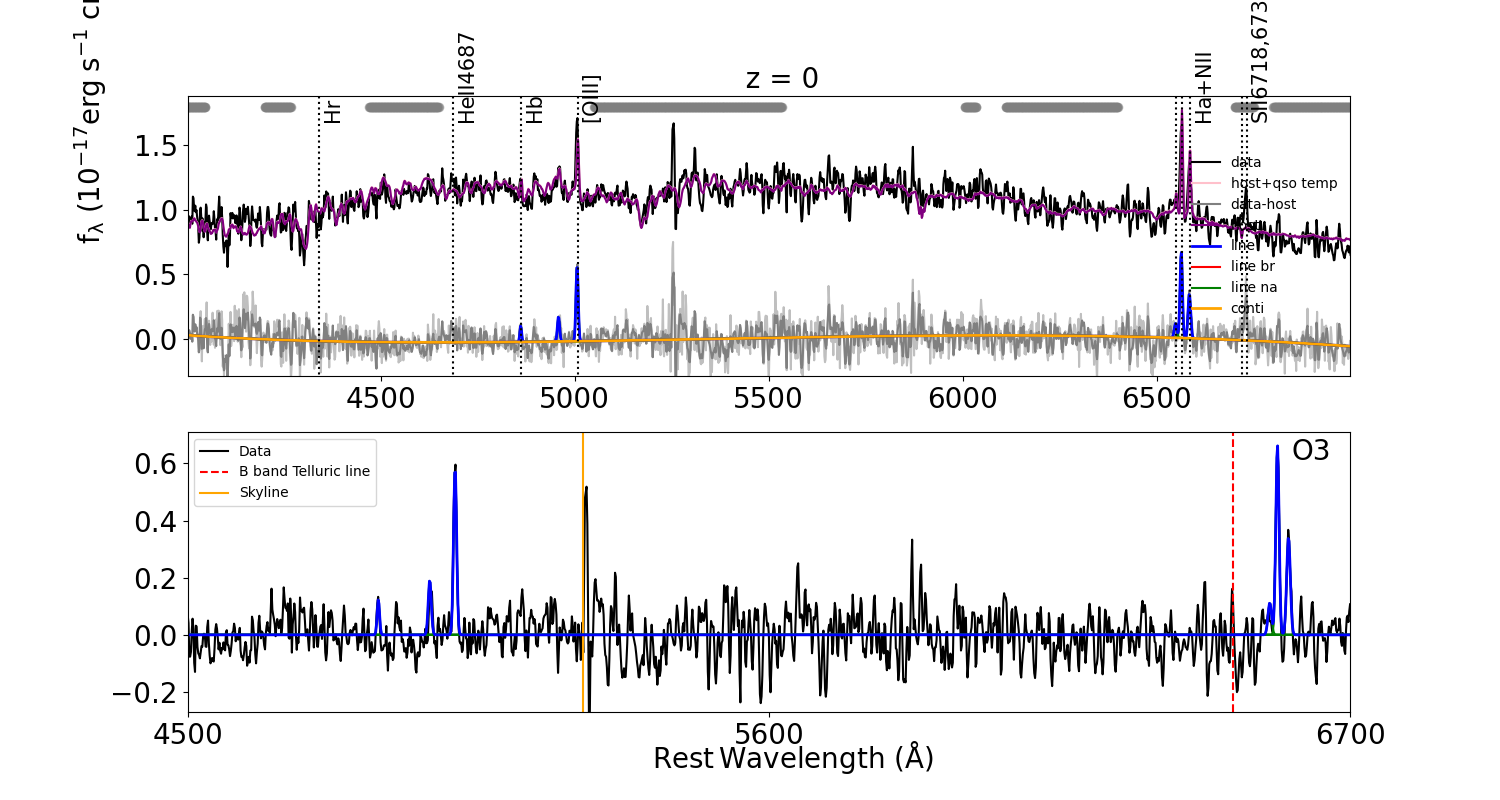 z = 0
f_λ (10^−17 erg s^−1 c
Hr
HeII4687
Hb
[OIII]
Ha+NII
SII6718,673
1.5
1.0
0.5
0.0
data
host+qso temp
data-host
line
line br
line na
conti
4500 5000 5500 6000 6500
Data
B band Telluric line
Skyline
O3
0.6
0.4
0.2
0.0
−0.2
4500 5600 6700
Rest Wavelength (Å)